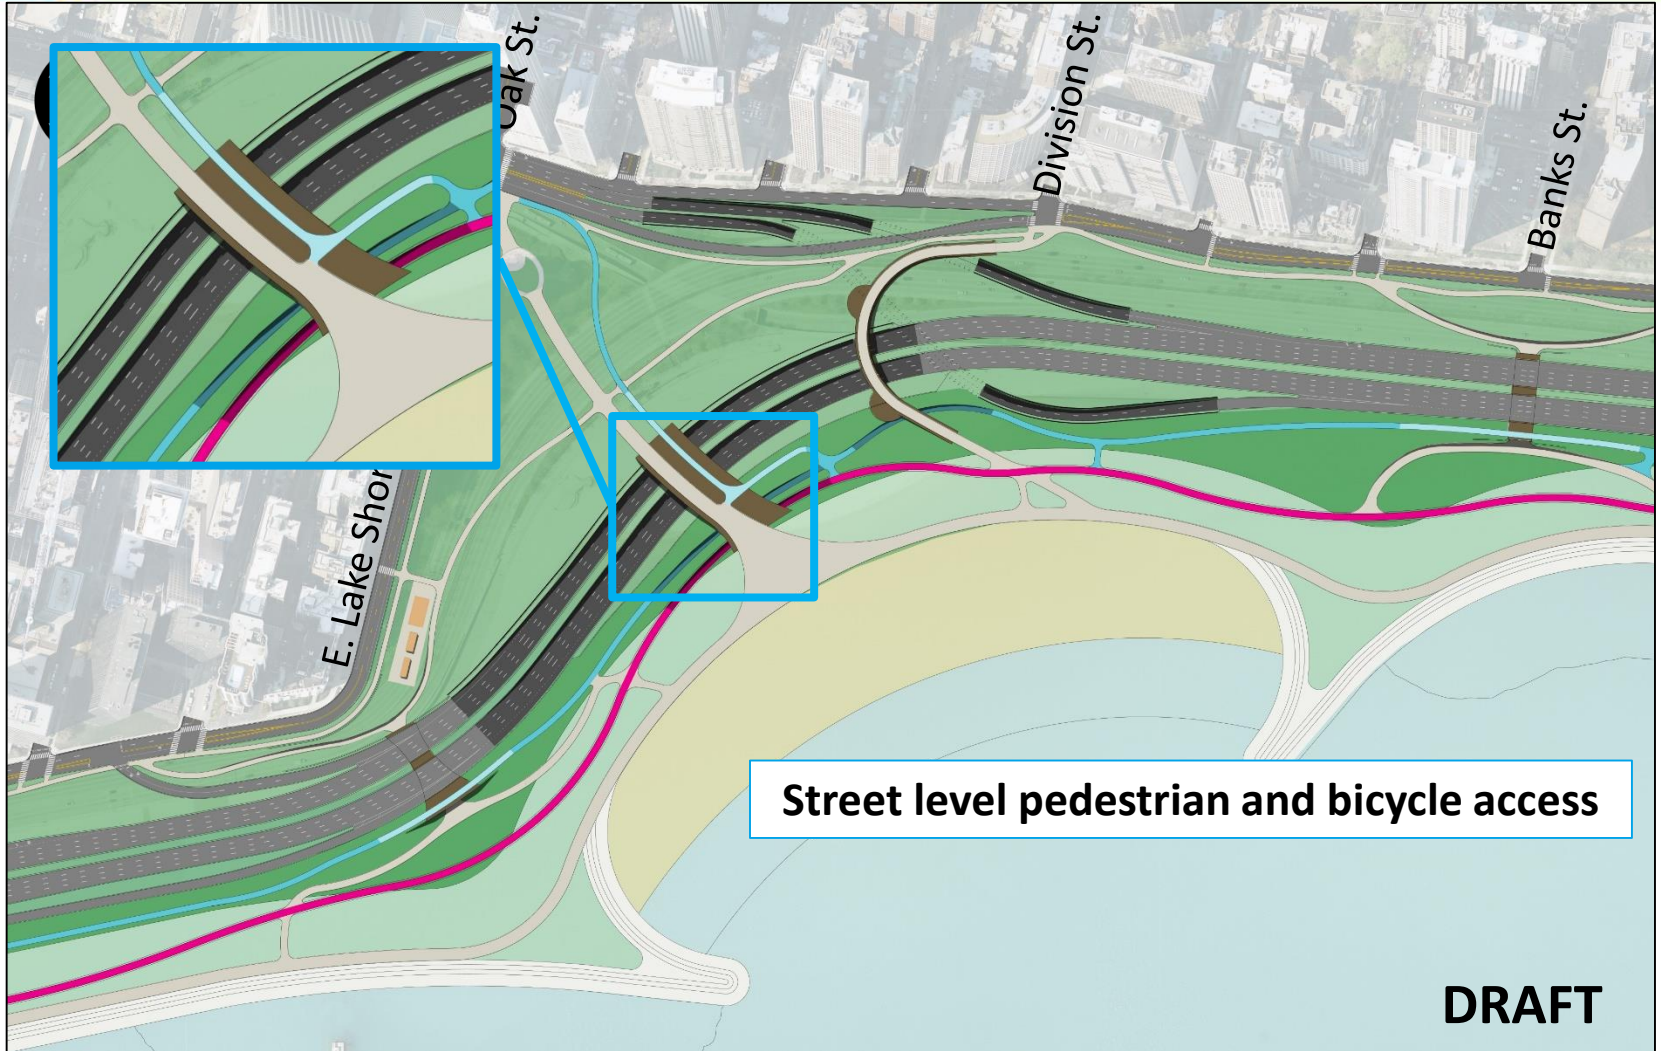 Oak St.
Division St.
Banks St.
E. Lake Shor
Street level pedestrian and bicycle access
DRAFT